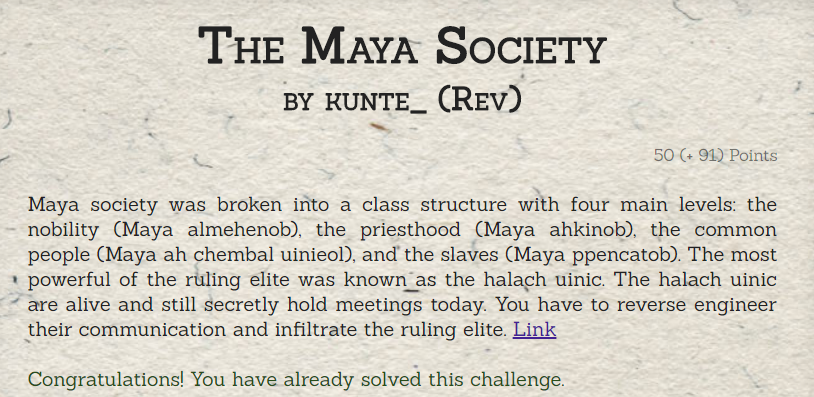 The Maya Society
by kunte_ (Rev)
50 (+ 91) Points
Maya society was broken into a class structure with four main levels: the
nobility (Maya almehenob), the priesthood (Maya ahkinob), the common
people (Maya ah chembal uinieol), and the slaves (Maya ppencatob). The most
powerful of the ruling elite was known as the halach uinic. The halach uinic
are alive and still secretly hold meetings today. You have to reverse engineer
their communication and infiltrate the ruling elite. Link
Congratulations! You have already solved this challenge.